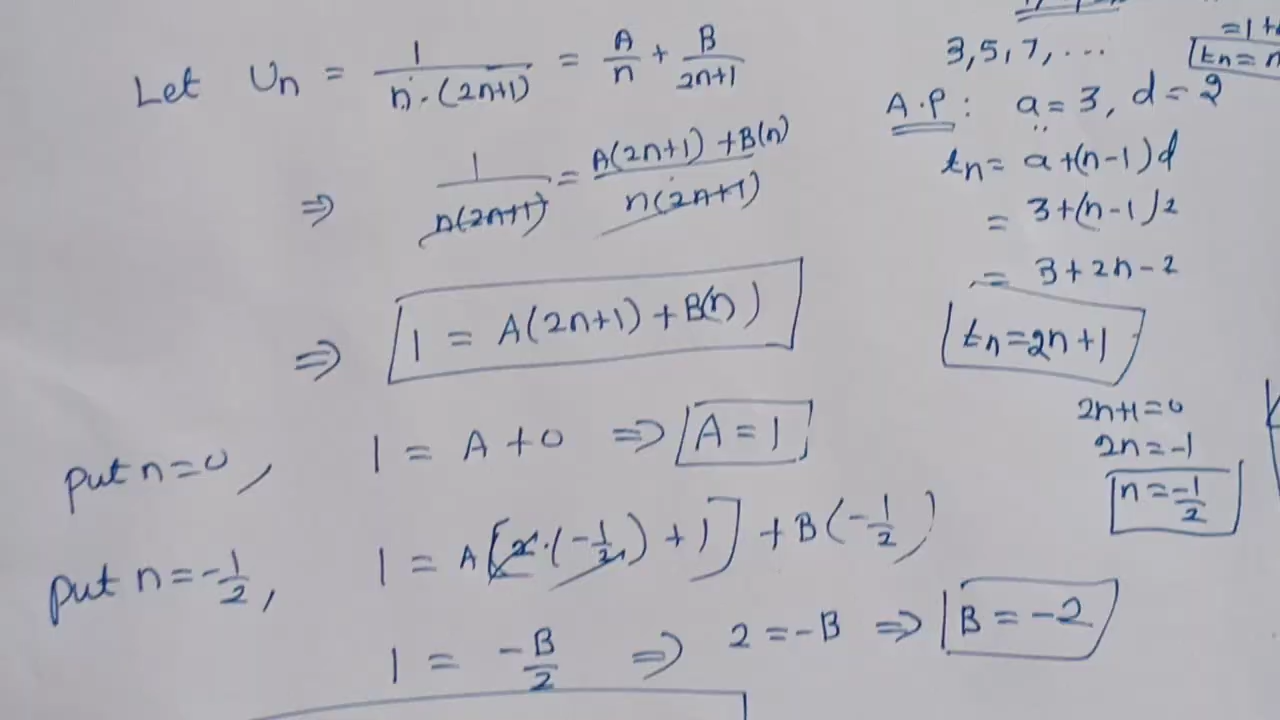 Let Un = 1/(n.(2n+1)) = A/n + B/(2n+1)
⇒ 1/(n(2n+1)) = (A(2n+1)+B(n))/(n(2n+1))
⇒ 1 = A(2n+1)+B(n)
put n=0, 1 = A+0 ⇒ A=1
put n=-1/2, 1 = A[2.(-1/2)+1]+B(-1/2)
1 = -B/2 ⇒ 2=-B ⇒ B=-2
=1+
tn=n
3,5,7,...
A.P: a=3, d=2
tn= a+(n-1)d
= 3+(n-1)2
= 3+2n-2
tn=2n+1
2n+1=0
2n=-1
n=-1/2